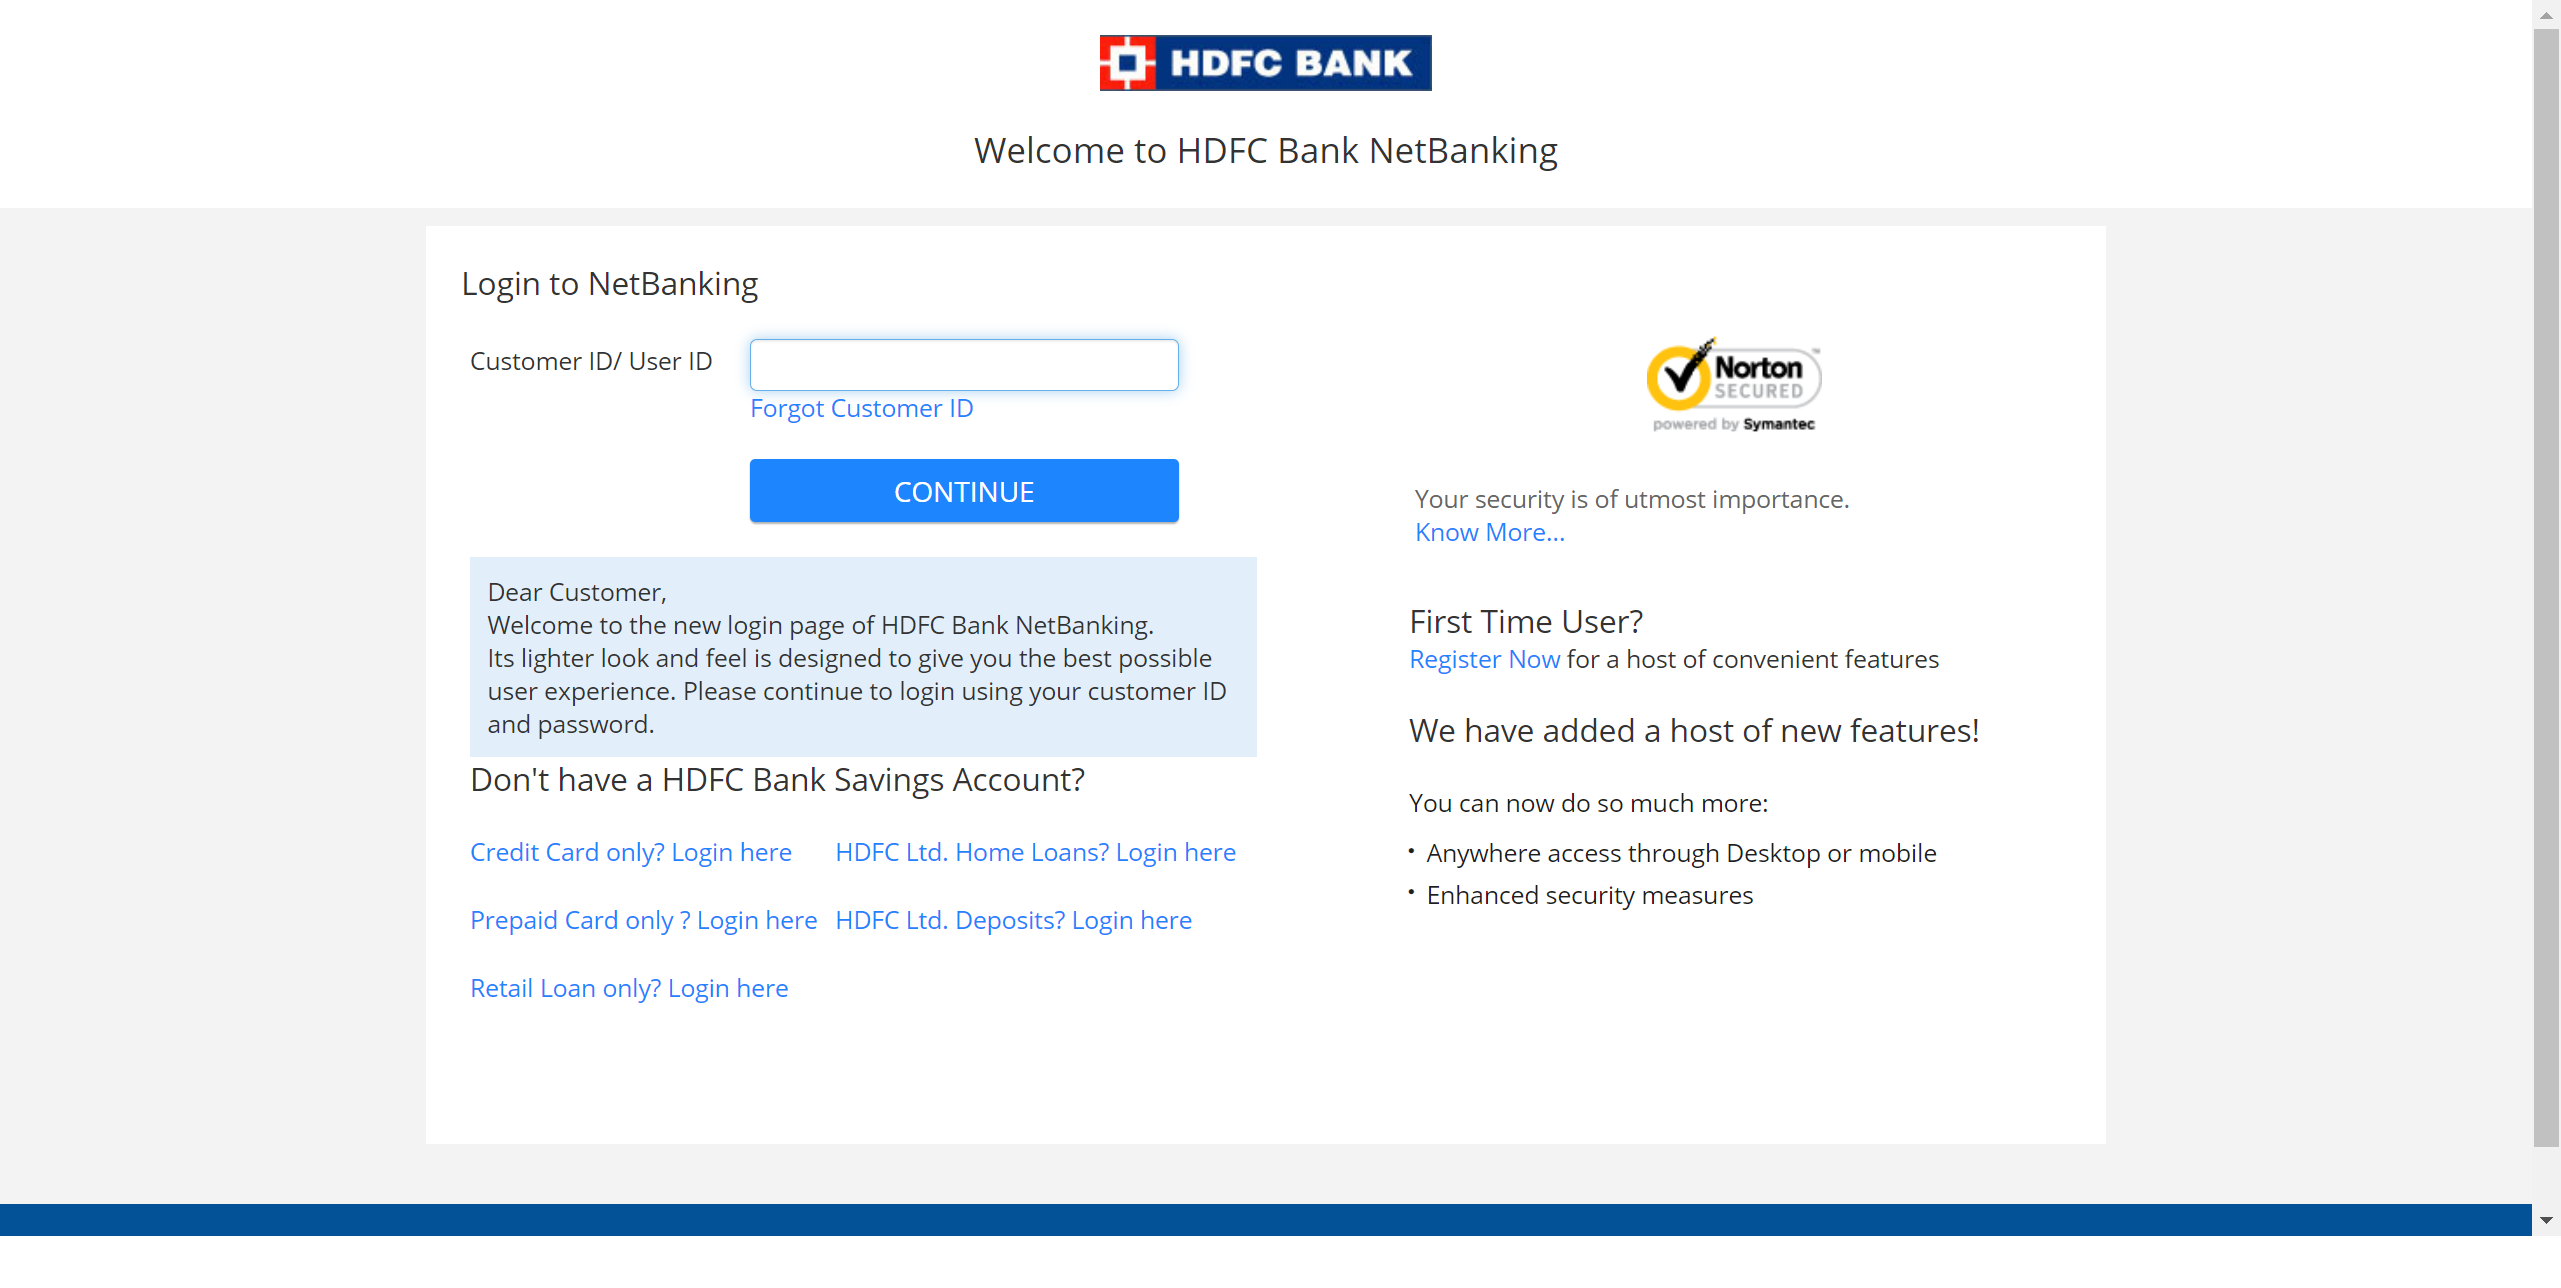 HDFC BANK
Welcome to HDFC Bank NetBanking
Login to NetBanking
Customer ID/ User ID
Forgot Customer ID
CONTINUE
Dear Customer,
Welcome to the new login page of HDFC Bank NetBanking.
Its lighter look and feel is designed to give you the best possible
user experience. Please continue to login using your customer ID
and password.
Don't have a HDFC Bank Savings Account?
Credit Card only? Login here
HDFC Ltd. Home Loans? Login here
Prepaid Card only ? Login here
HDFC Ltd. Deposits? Login here
Retail Loan only? Login here
Norton
SECURED
TM
powered by Symantec
Your security is of utmost importance.
Know More...
First Time User?
Register Now for a host of convenient features
We have added a host of new features!
You can now do so much more:
• Anywhere access through Desktop or mobile
• Enhanced security measures